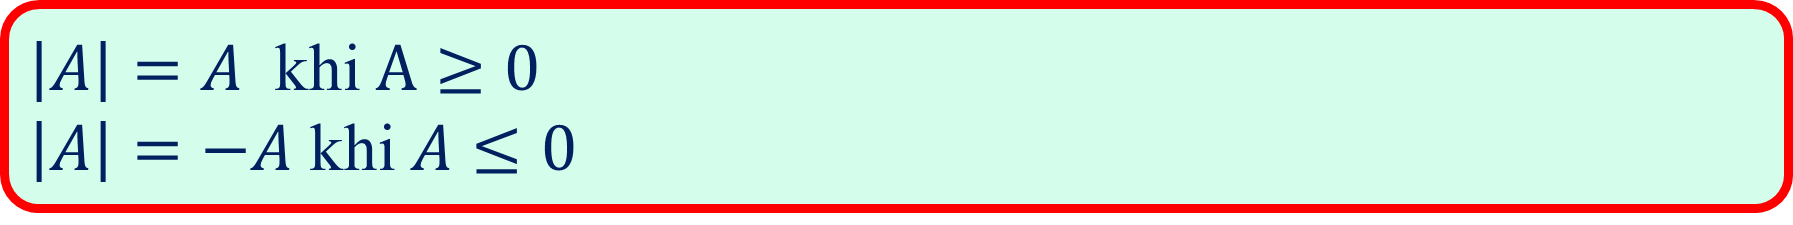 |A| = A khi A ≥ 0
|A| = −A khi A ≤ 0